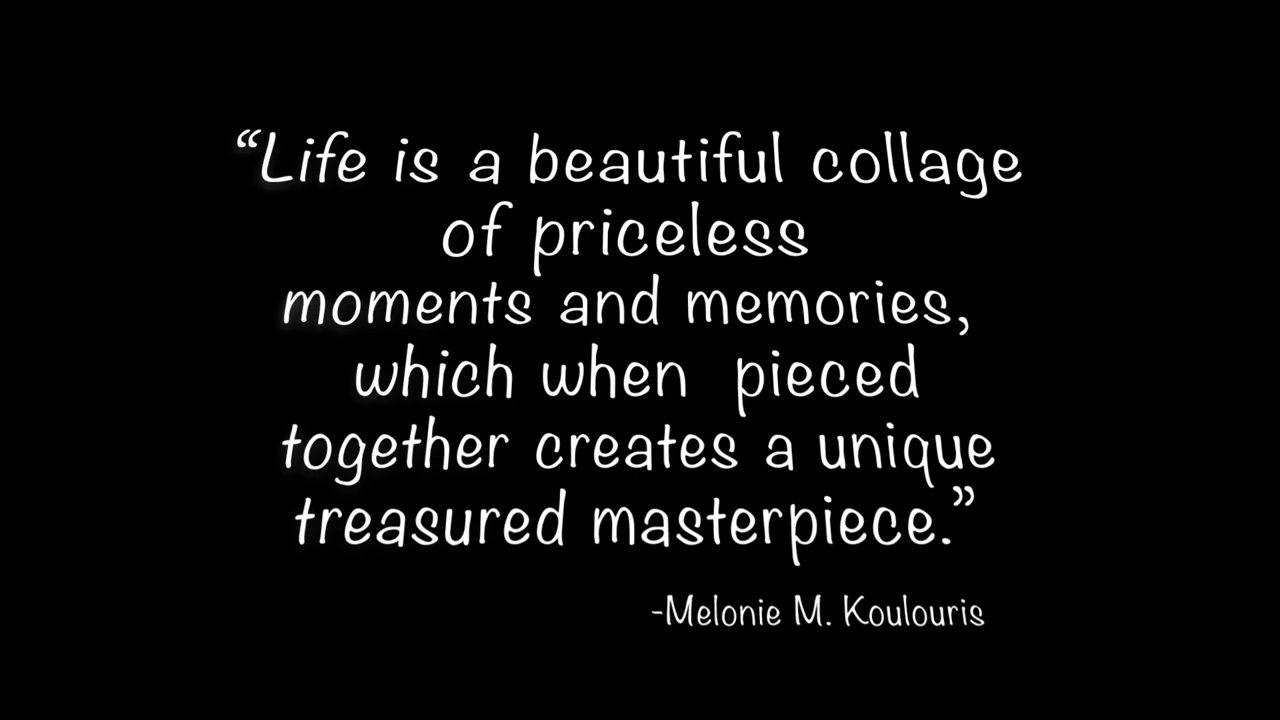 “Life is a beautiful collage
of priceless
moments and memories,
which when pieced
together creates a unique
treasured masterpiece.”
-Melonie M. Koulouris